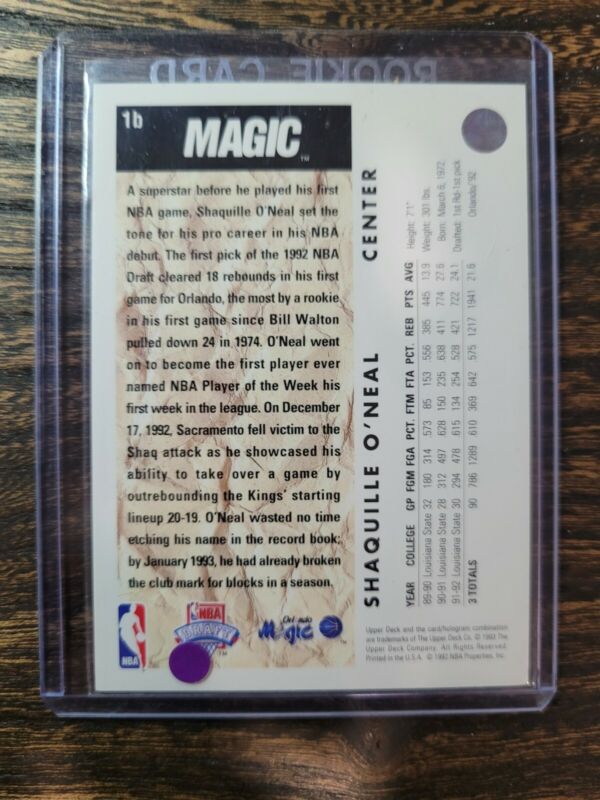 ROOKIE CARD
1b
MAGIC
TM
A superstar before he played his first
NBA game, Shaquille O'Neal set the
tone for his pro career in his NBA
debut. The first pick of the 1992 NBA
Draft cleared 18 rebounds in his first
game for Orlando, the most by a rookie
in his first game since Bill Walton
pulled down 24 in 1974. O'Neal went
on to become the first player ever
named NBA Player of the Week his
first week in the league. On December
17, 1992, Sacramento fell victim to the
Shaq attack as he showcased his
ability to take over a game by
outrebounding the Kings' starting
lineup 20-19. O'Neal wasted no time
etching his name in the record book;
by January 1993, he had already broken
the club mark for blocks in a season.
NBA
NBA
DRAFT
TM
Orlando
Magic
TM
SHAQUILLE O'NEAL CENTER
Height: 7'1"
Weight: 301 lbs.
Born: March 6, 1972
Drafted: 1st Rd-1st pick
Orlando/'92
YEAR COLLEGE GP FGM FGA PCT. FTM FTA PCT. REB PTS AVG
89-90 Louisiana State 32 180 314 .573 85 153 .556 385 445 13.9
90-91 Louisiana State 28 312 497 .628 150 235 .638 411 774 27.6
91-92 Louisiana State 30 294 478 .615 134 254 .528 421 722 24.1
3 TOTALS 90 786 1289 .610 369 642 .575 1217 1941 21.6
Upper Deck and the card/hologram combination
are trademarks of The Upper Deck Co. © 1993 The
Upper Deck Company. All Rights Reserved.
Printed in the U.S.A. © 1992 NBA Properties, Inc.